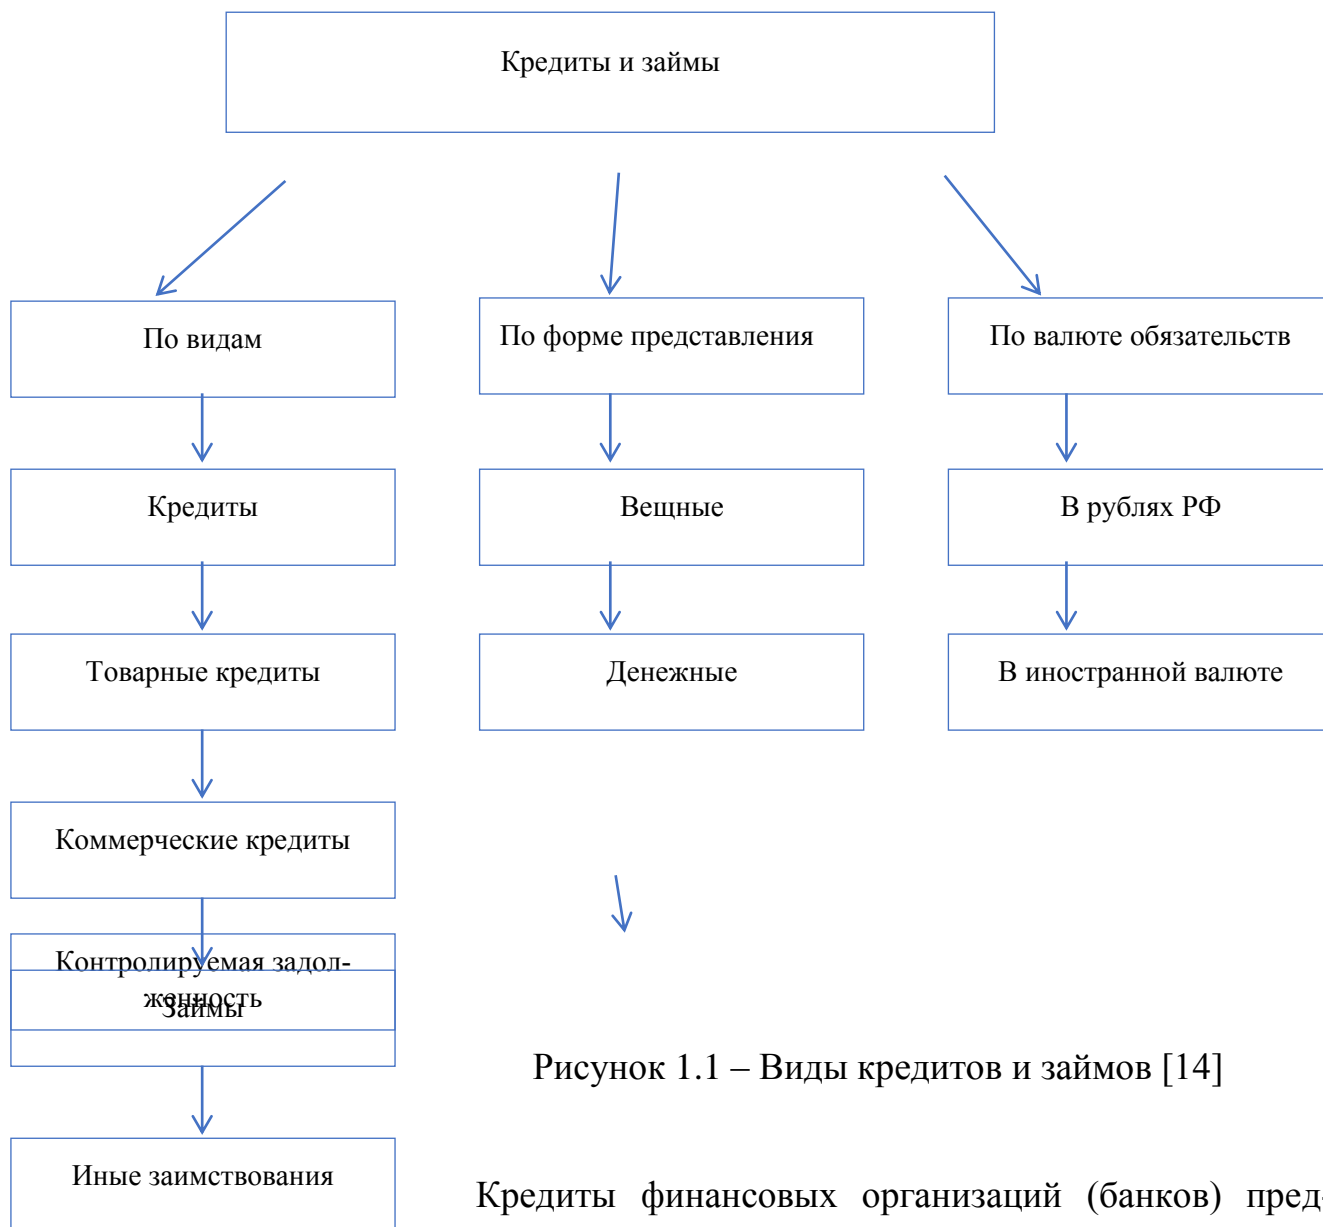 Кредиты и займы
По видам
По форме представления
По валюте обязательств
Кредиты
Вещные
В рублях РФ
Товарные кредиты
Денежные
В иностранной валюте
Коммерческие кредиты
Контролируемая задол-
женность
Займы
Рисунок 1.1 – Виды кредитов и займов [14]
Иные заимствования
Кредиты финансовых организаций (банков) пред-